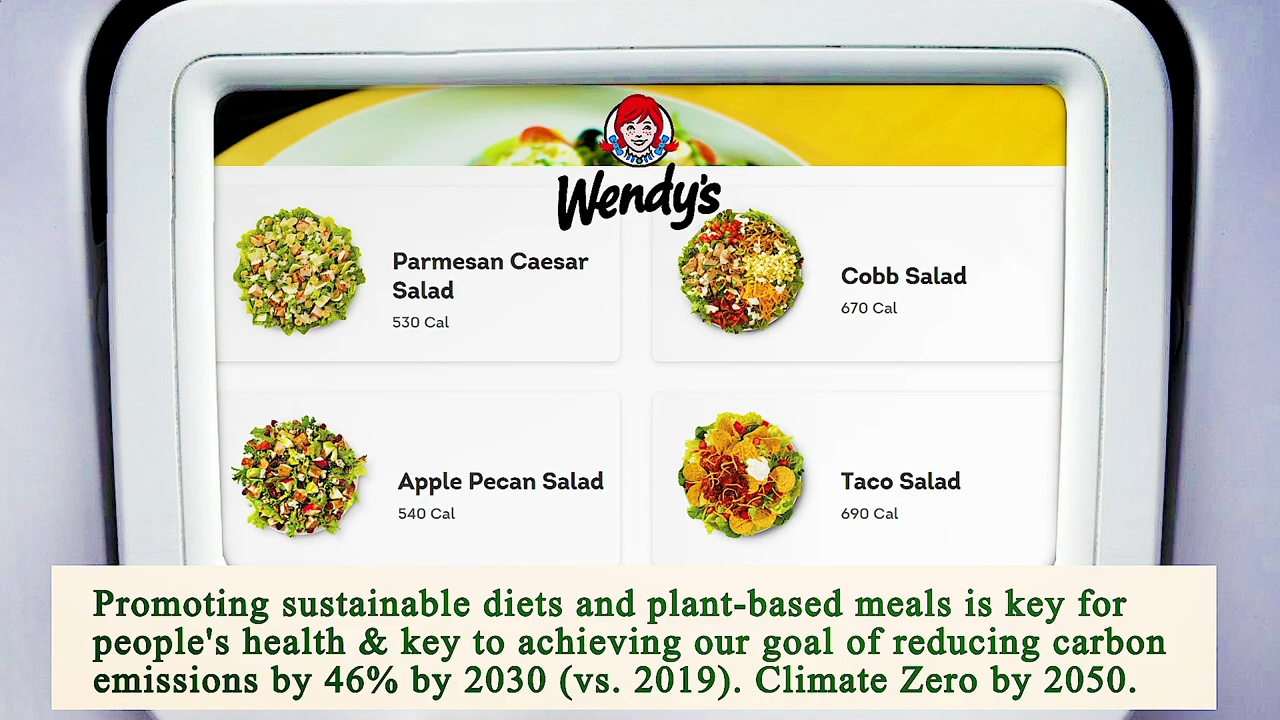 Wendy's
Parmesan Caesar
Salad
530 Cal
Cobb Salad
670 Cal
Apple Pecan Salad
540 Cal
Taco Salad
690 Cal
Promoting sustainable diets and plant-based meals is key for
people's health & key to achieving our goal of reducing carbon
emissions by 46% by 2030 (vs. 2019). Climate Zero by 2050.